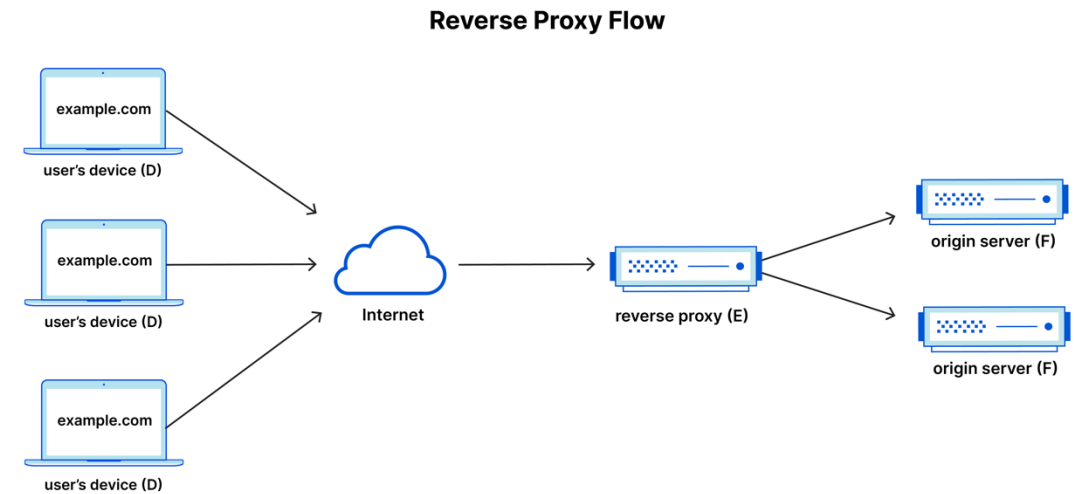 Reverse Proxy Flow
example.com
user's device (D)
example.com
user's device (D)
example.com
user's device (D)
Internet
reverse proxy (E)
origin server (F)
origin server (F)